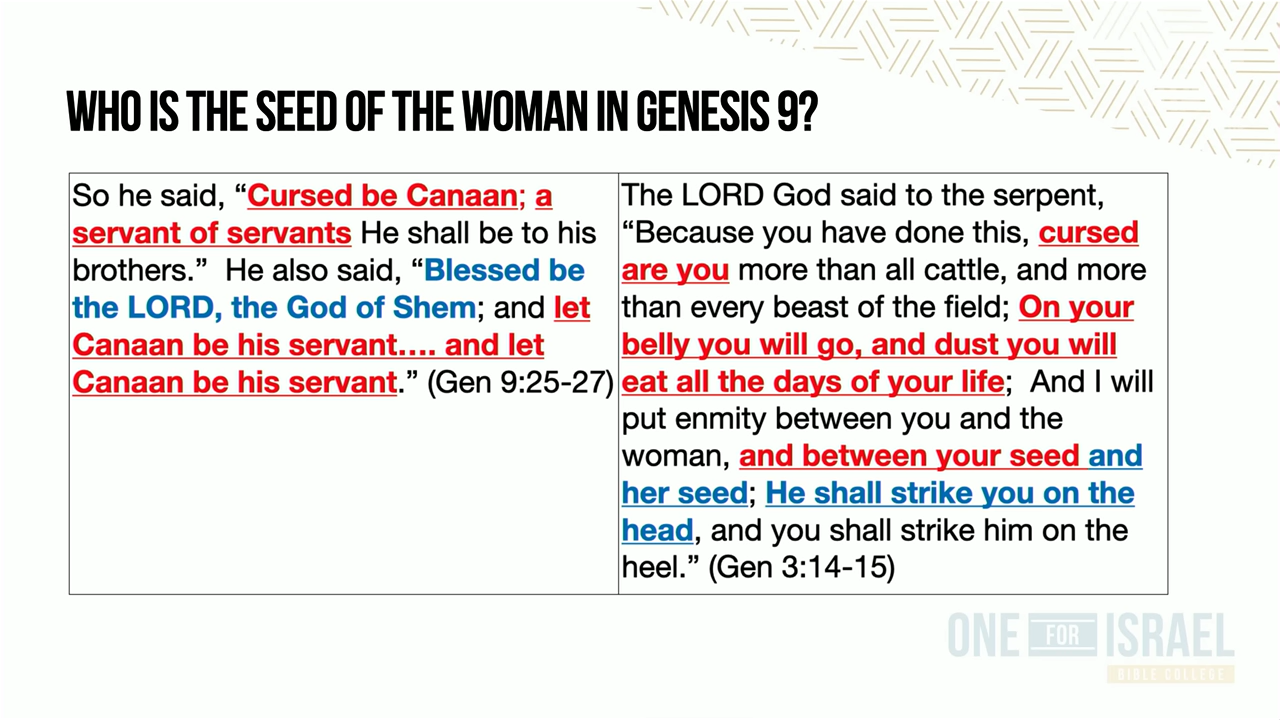 WHO IS THE SEED OF THE WOMAN IN GENESIS 9?
So he said, “Cursed be Canaan; a
servant of servants He shall be to his
brothers.”  He also said, “Blessed be
the LORD, the God of Shem; and let
Canaan be his servant…. and let
Canaan be his servant.” (Gen 9:25-27)
The LORD God said to the serpent,
“Because you have done this, cursed
are you more than all cattle, and more
than every beast of the field; On your
belly you will go, and dust you will
eat all the days of your life;  And I will
put enmity between you and the
woman, and between your seed and
her seed; He shall strike you on the
head, and you shall strike him on the
heel.” (Gen 3:14-15)
ONE FOR ISRAEL
BIBLE COLLEGE